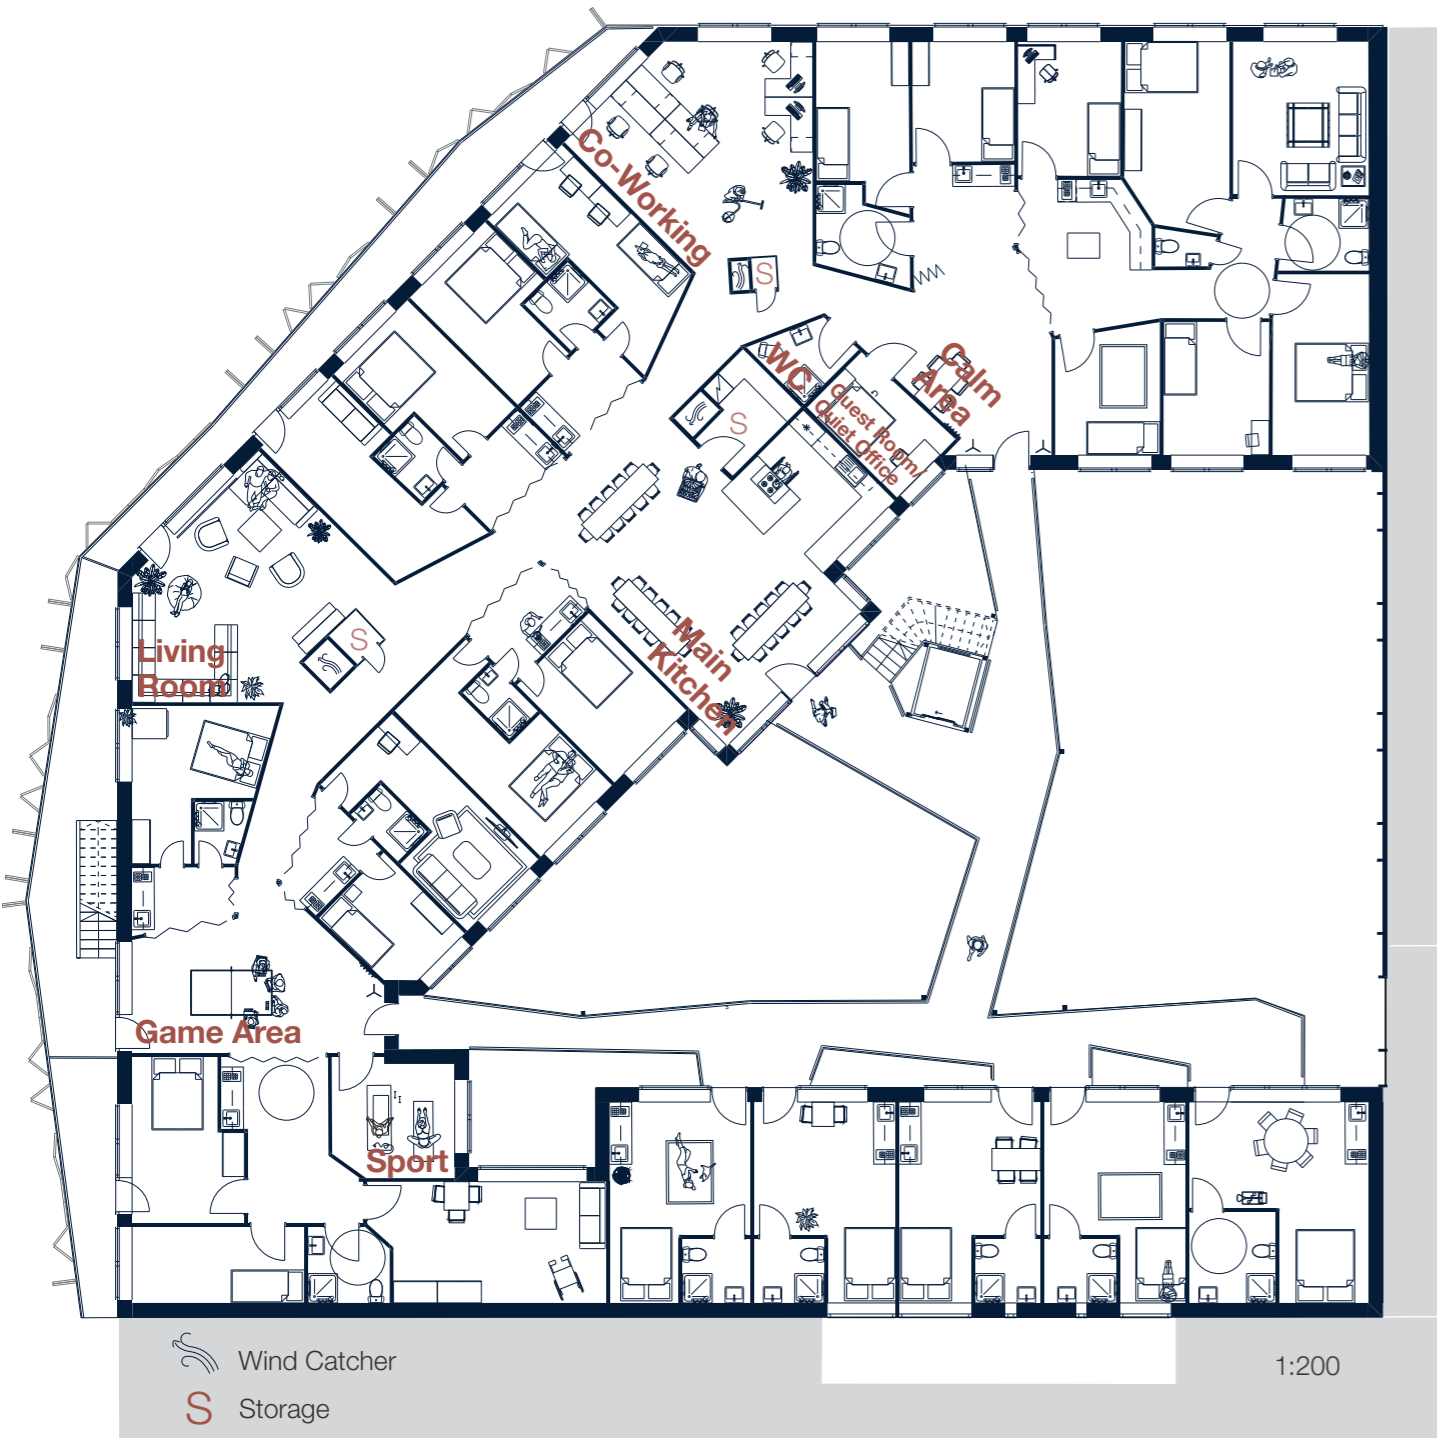 Co-Working
S
WC
Calm
Area
S
Guest Room/
Quiet Office
Living
Room
S
Main
Kitchen
Game Area
Sport
Wind Catcher
S Storage
1:200